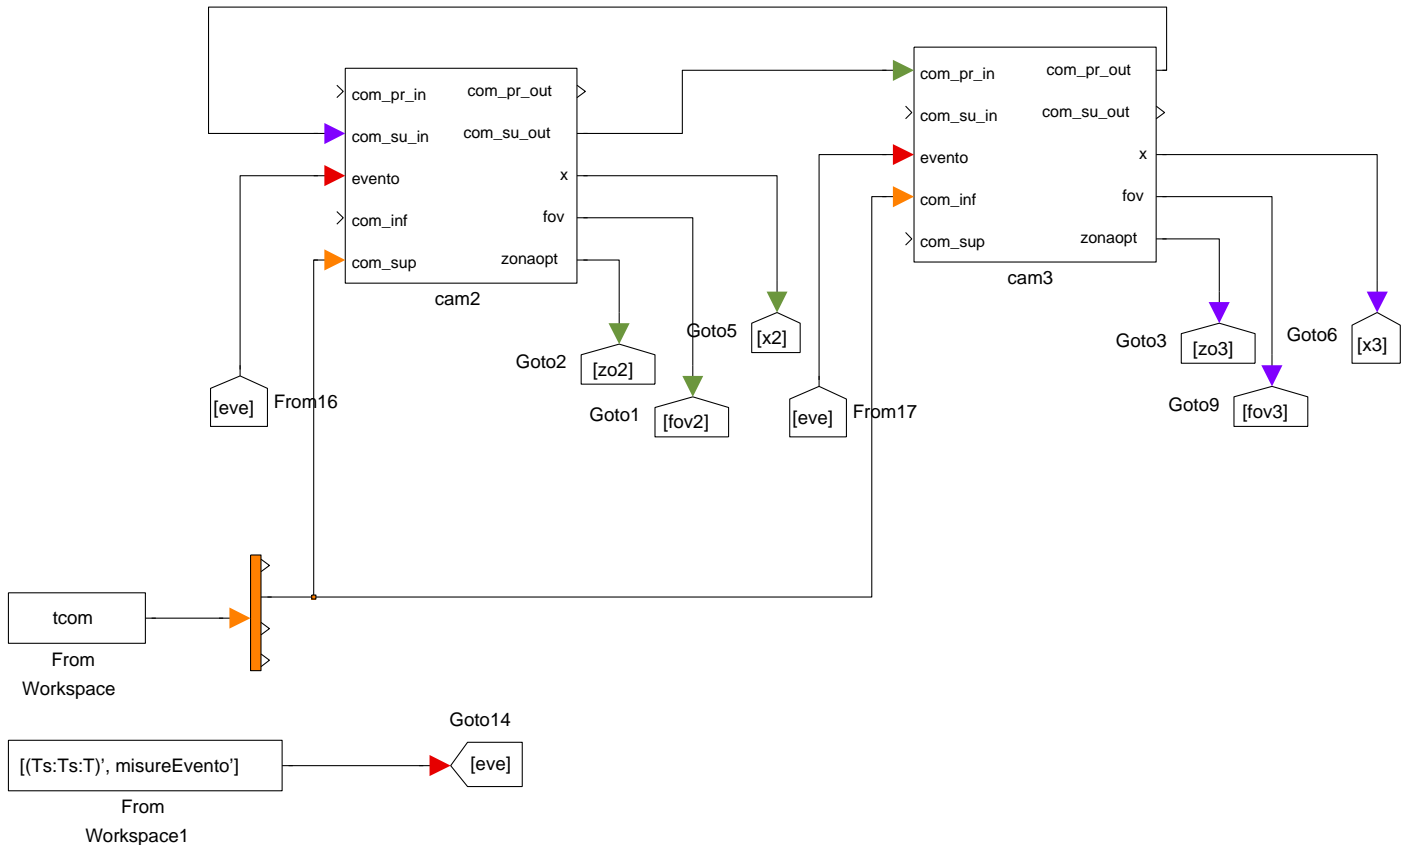 com_pr_in
com_pr_out
com_su_in
com_su_out
evento
x
com_inf
fov
com_sup
zonaopt
cam2
com_pr_in
com_pr_out
com_su_in
com_su_out
evento
x
com_inf
fov
com_sup
zonaopt
cam3
Goto5
[x2]
Goto2
[zo2]
Goto1
[fov2]
[eve]
From16
[eve]
From17
Goto3
[zo3]
Goto6
[x3]
Goto9
[fov3]
tcom
From
Workspace
Goto14
[eve]
[(Ts:Ts:T)’, misureEvento’]
From
Workspace1